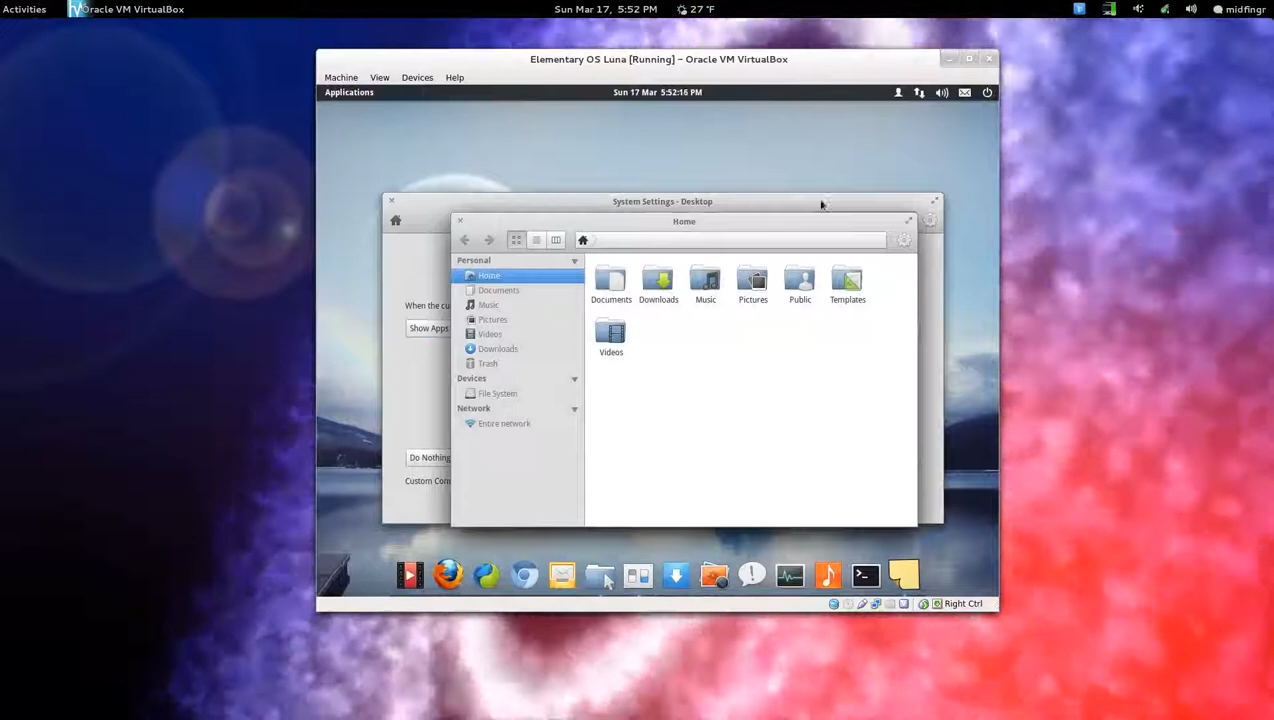 Activities Oracle VM VirtualBox Sun Mar 17, 5:52 PM 27 °F midfingr
Elementary OS Luna [Running] – Oracle VM VirtualBox
Machine View Devices Help
Applications Sun 17 Mar 5:52:16 PM
System Settings - Desktop
Home
Personal
Home
Documents
Music
Pictures
Videos
Downloads
Trash
Devices
File System
Network
Entire network
Documents Downloads Music Pictures Public Templates
Videos
When the cu
Show Apps
Do Nothing
Custom Com
Right Ctrl